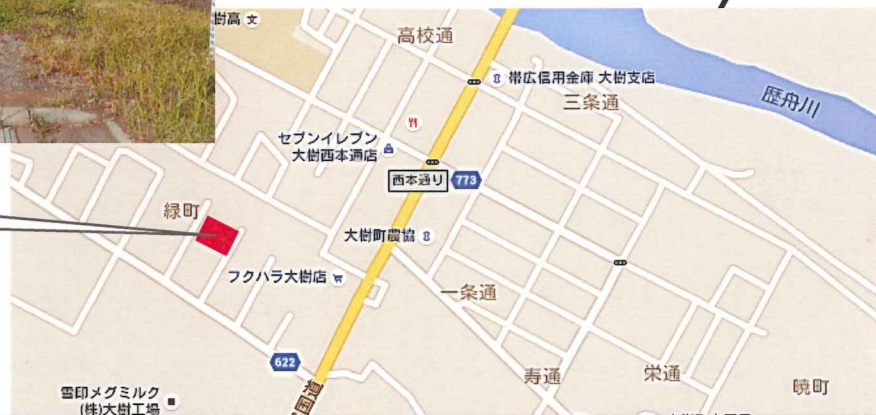 樹高
高校通
帯広信用金庫 大樹支店
三条通
歴舟川
セブンイレブン
大樹西本通店
西本通り
773
緑町
大樹町農協
フクハラ大樹店
一条通
622
寿通
栄通
暁町
雪印メグミルク
(株)大樹工場
国道